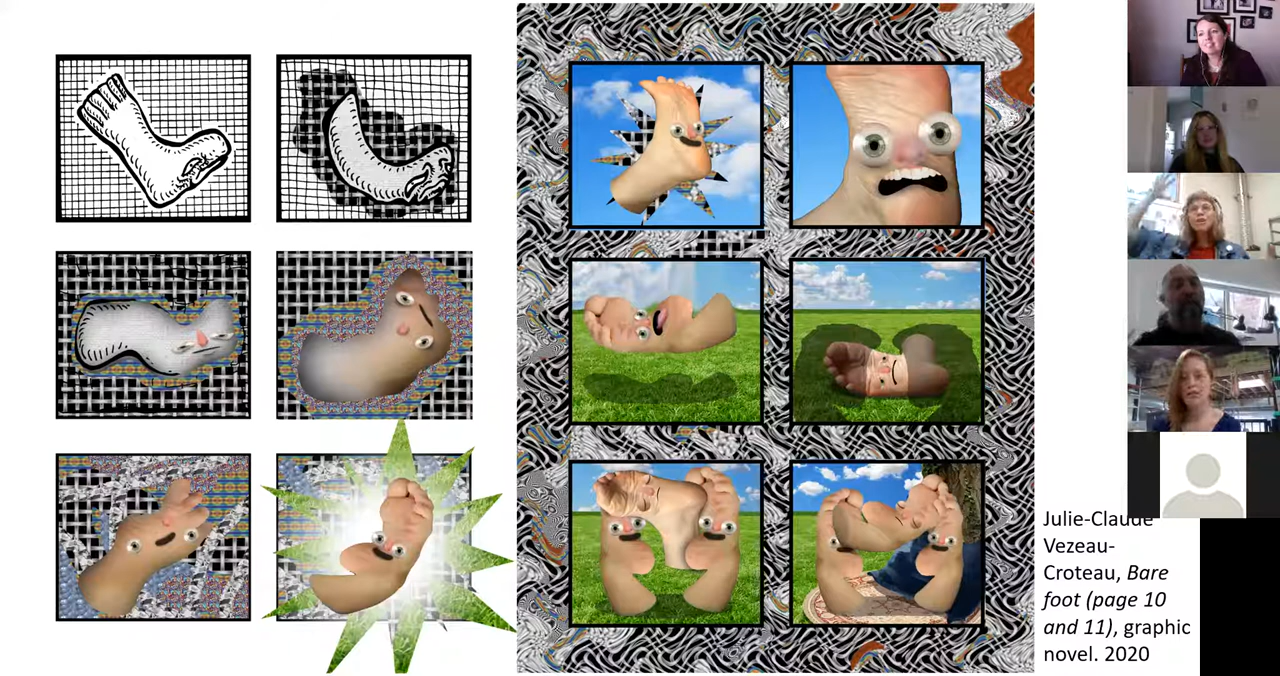 Julie-Claude
Vezeau-
Croteau, Bare
foot (page 10
and 11), graphic
novel. 2020